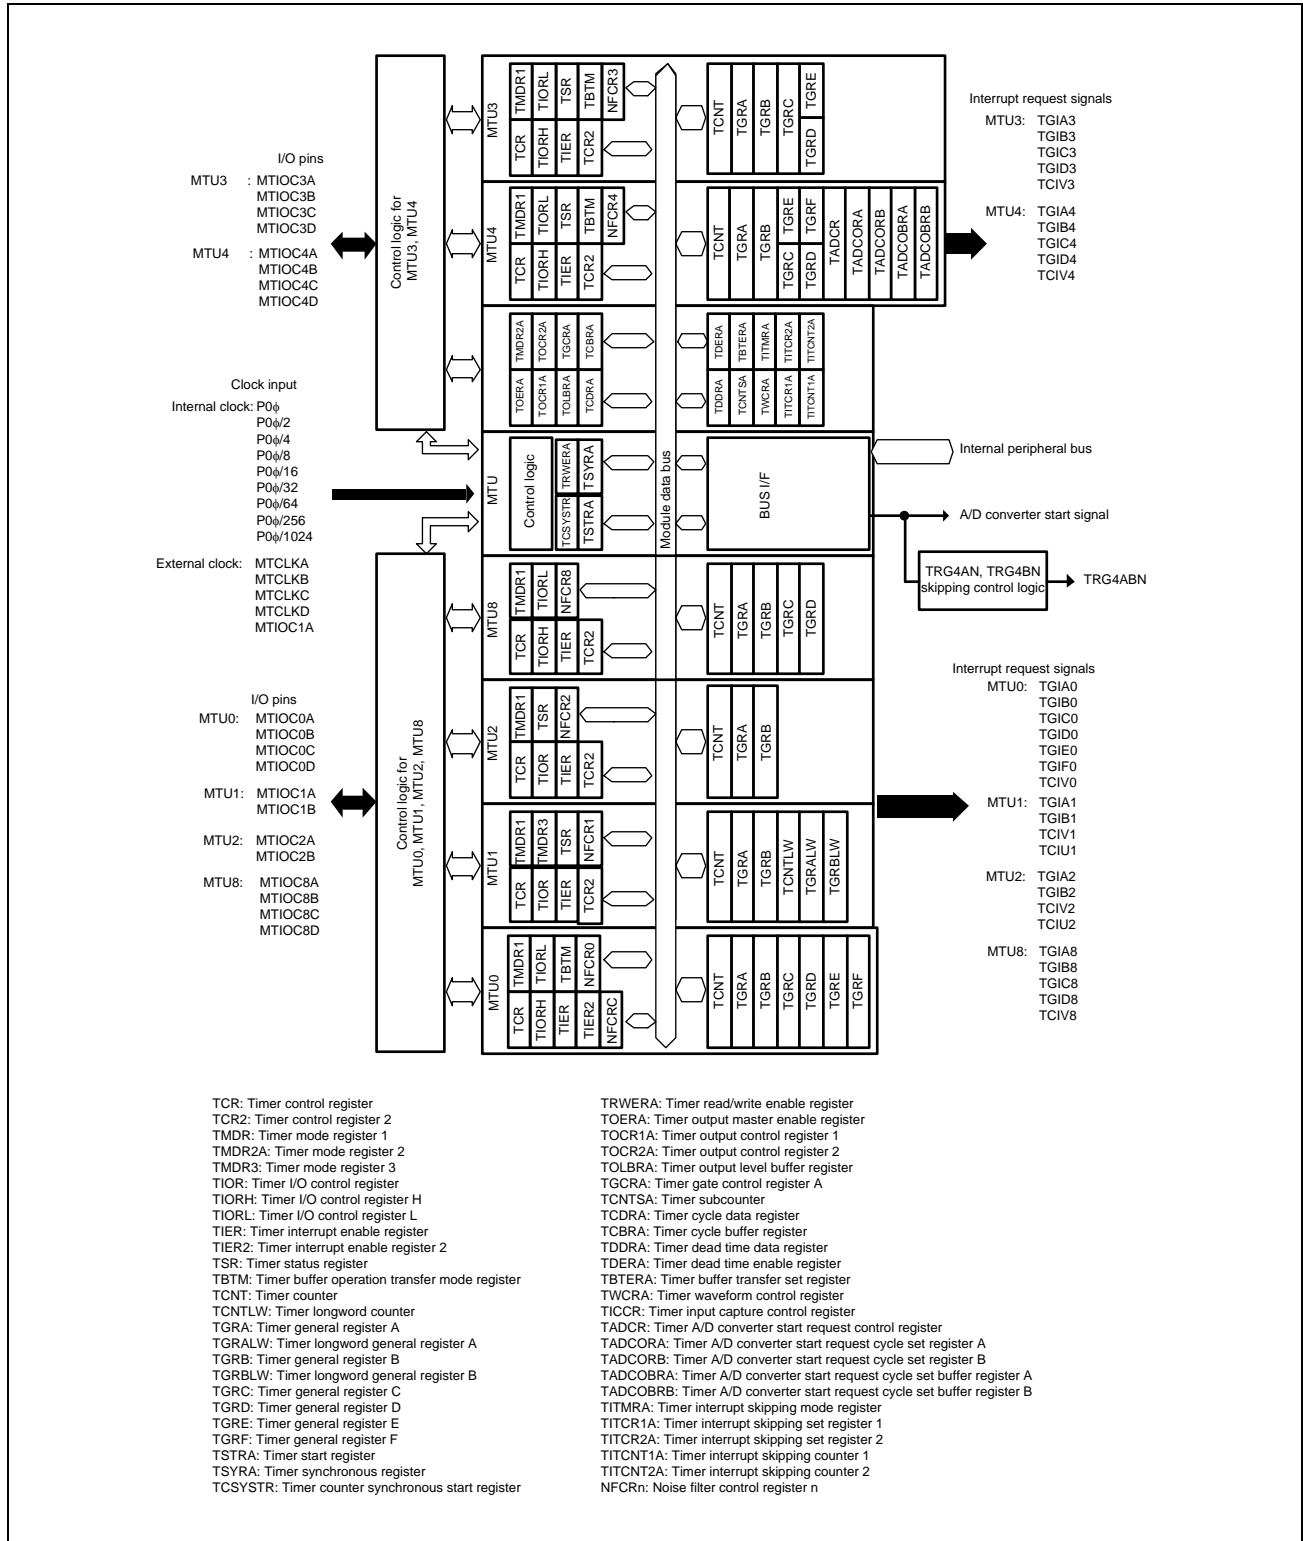 I/O pins
MTU3 : MTIOC3A
MTIOC3B
MTIOC3C
MTIOC3D
MTU4 : MTIOC4A
MTIOC4B
MTIOC4C
MTIOC4D
Clock input
Internal clock: P0ϕ
P0ϕ/2
P0ϕ/4
P0ϕ/8
P0ϕ/16
P0ϕ/32
P0ϕ/64
P0ϕ/256
P0ϕ/1024
External clock: MTCLKA
MTCLKB
MTCLKC
MTCLKD
MTIOC1A
I/O pins
MTU0: MTIOC0A
MTIOC0B
MTIOC0C
MTIOC0D
MTU1: MTIOC1A
MTIOC1B
MTU2: MTIOC2A
MTIOC2B
MTU8: MTIOC8A
MTIOC8B
MTIOC8C
MTIOC8D
Control logic for
MTU3, MTU4
Control logic for
MTU0, MTU1, MTU2, MTU8
MTU3
TMDR1
TIORL
TSR
TBTM
NFCR3
TCR
TIORH
TIER
TCR2
TCNT
TGRA
TGRB
TGRC
TGRE
TGRD
MTU4
TMDR1
TIORL
TSR
TBTM
NFCR4
TCR
TIORH
TIER
TCR2
TCNT
TGRA
TGRB
TGRE
TGRF
TGRC
TGRD
TADCR
TADCORA
TADCORB
TADCOBRA
TADCOBRB
TMDR2A
TOCR2A
TGCRA
TCBRA
TOERA
TOCR1A
TOLBRA
TCDRA
TDERA
TBTERA
TITMRA
TITCR2A
TITCNT2A
TDDRA
TCNTSA
TWCRA
TITCR1A
TITCNT1A
MTU
Control logic
TRWERA
TSYRA
TCSYSTR
TSTRA
Module data bus
BUS I/F
MTU8
TMDR1
TIORL
NFCR8
TCR
TIORH
TIER
TCR2
TCNT
TGRA
TGRB
TGRC
TGRD
MTU2
TMDR1
TSR
NFCR2
TCR
TIOR
TIER
TCR2
TCNT
TGRA
TGRB
MTU1
TMDR1
TMDR3
TSR
NFCR1
TCR
TIOR
TIER
TCR2
TCNT
TGRA
TGRB
TCNTLW
TGRALW
TGRBLW
MTU0
TMDR1
TIORL
TBTM
NFCR0
TCR
TIORH
TIER
TIER2
NFCRC
TCNT
TGRA
TGRB
TGRC
TGRD
TGRE
TGRF
Interrupt request signals
MTU3: TGIA3
TGIB3
TGIC3
TGID3
TCIV3
MTU4: TGIA4
TGIB4
TGIC4
TGID4
TCIV4
Internal peripheral bus
A/D converter start signal
TRG4AN, TRG4BN
skipping control logic
TRG4ABN
Interrupt request signals
MTU0: TGIA0
TGIB0
TGIC0
TGID0
TGIE0
TGIF0
TCIV0
MTU1: TGIA1
TGIB1
TCIV1
TCIU1
MTU2: TGIA2
TGIB2
TCIV2
TCIU2
MTU8: TGIA8
TGIB8
TGIC8
TGID8
TCIV8
TCR: Timer control register
TCR2: Timer control register 2
TMDR: Timer mode register 1
TMDR2A: Timer mode register 2
TMDR3: Timer mode register 3
TIOR: Timer I/O control register
TIORH: Timer I/O control register H
TIORL: Timer I/O control register L
TIER: Timer interrupt enable register
TIER2: Timer interrupt enable register 2
TSR: Timer status register
TBTM: Timer buffer operation transfer mode register
TCNT: Timer counter
TCNTLW: Timer longword counter
TGRA: Timer general register A
TGRALW: Timer longword general register A
TGRB: Timer general register B
TGRBLW: Timer longword general register B
TGRC: Timer general register C
TGRD: Timer general register D
TGRE: Timer general register E
TGRF: Timer general register F
TSTRA: Timer start register
TSYRA: Timer synchronous register
TCSYSTR: Timer counter synchronous start register
TRWERA: Timer read/write enable register
TOERA: Timer output master enable register
TOCR1A: Timer output control register 1
TOCR2A: Timer output control register 2
TOLBRA: Timer output level buffer register
TGCRA: Timer gate control register A
TCNTSA: Timer subcounter
TCDRA: Timer cycle data register
TCBRA: Timer cycle buffer register
TDDRA: Timer dead time data register
TDERA: Timer dead time enable register
TBTERA: Timer buffer transfer set register
TWCRA: Timer waveform control register
TICCR: Timer input capture control register
TADCR: Timer A/D converter start request control register
TADCORA: Timer A/D converter start request cycle set register A
TADCORB: Timer A/D converter start request cycle set register B
TADCOBRA: Timer A/D converter start request cycle set buffer register A
TADCOBRB: Timer A/D converter start request cycle set buffer register B
TITMRA: Timer interrupt skipping mode register
TITCR1A: Timer interrupt skipping set register 1
TITCR2A: Timer interrupt skipping set register 2
TITCNT1A: Timer interrupt skipping counter 1
TITCNT2A: Timer interrupt skipping counter 2
NFCRn: Noise filter control register n